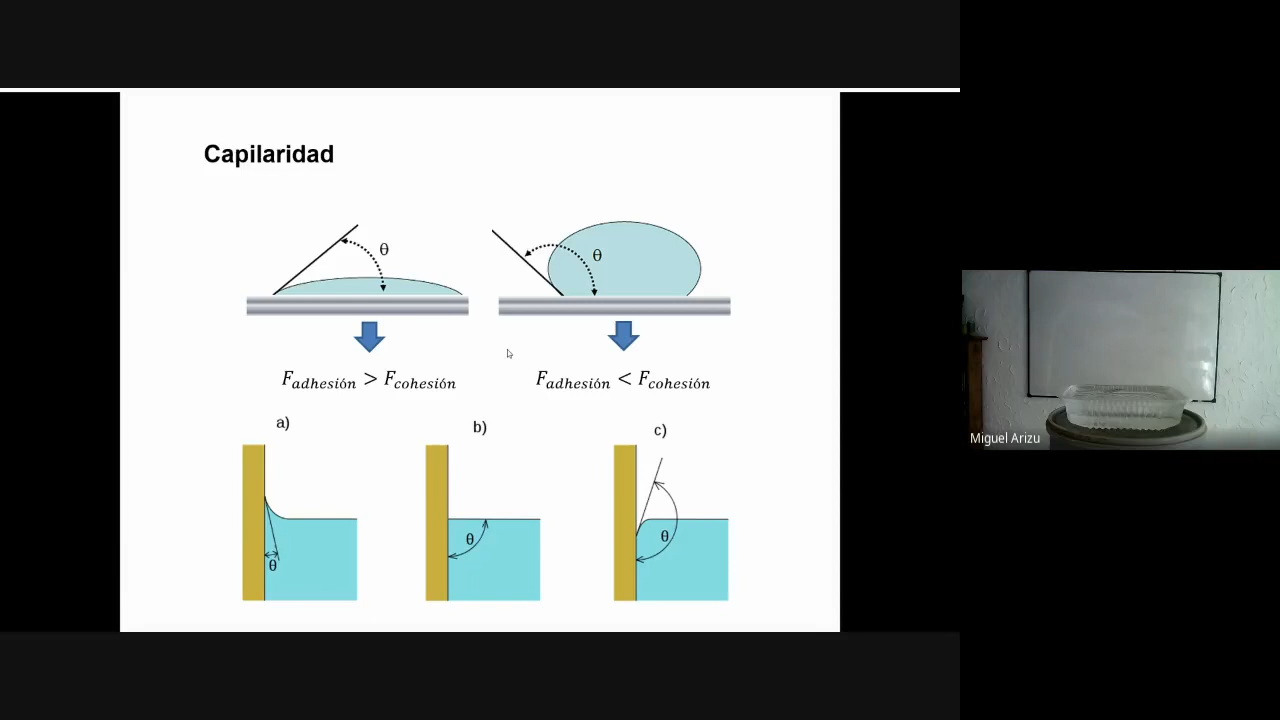 Capilaridad
θ
θ
F_adhesión > F_cohesión
F_adhesión < F_cohesión
a)
b)
c)
θ
θ
θ
Miguel Arizu